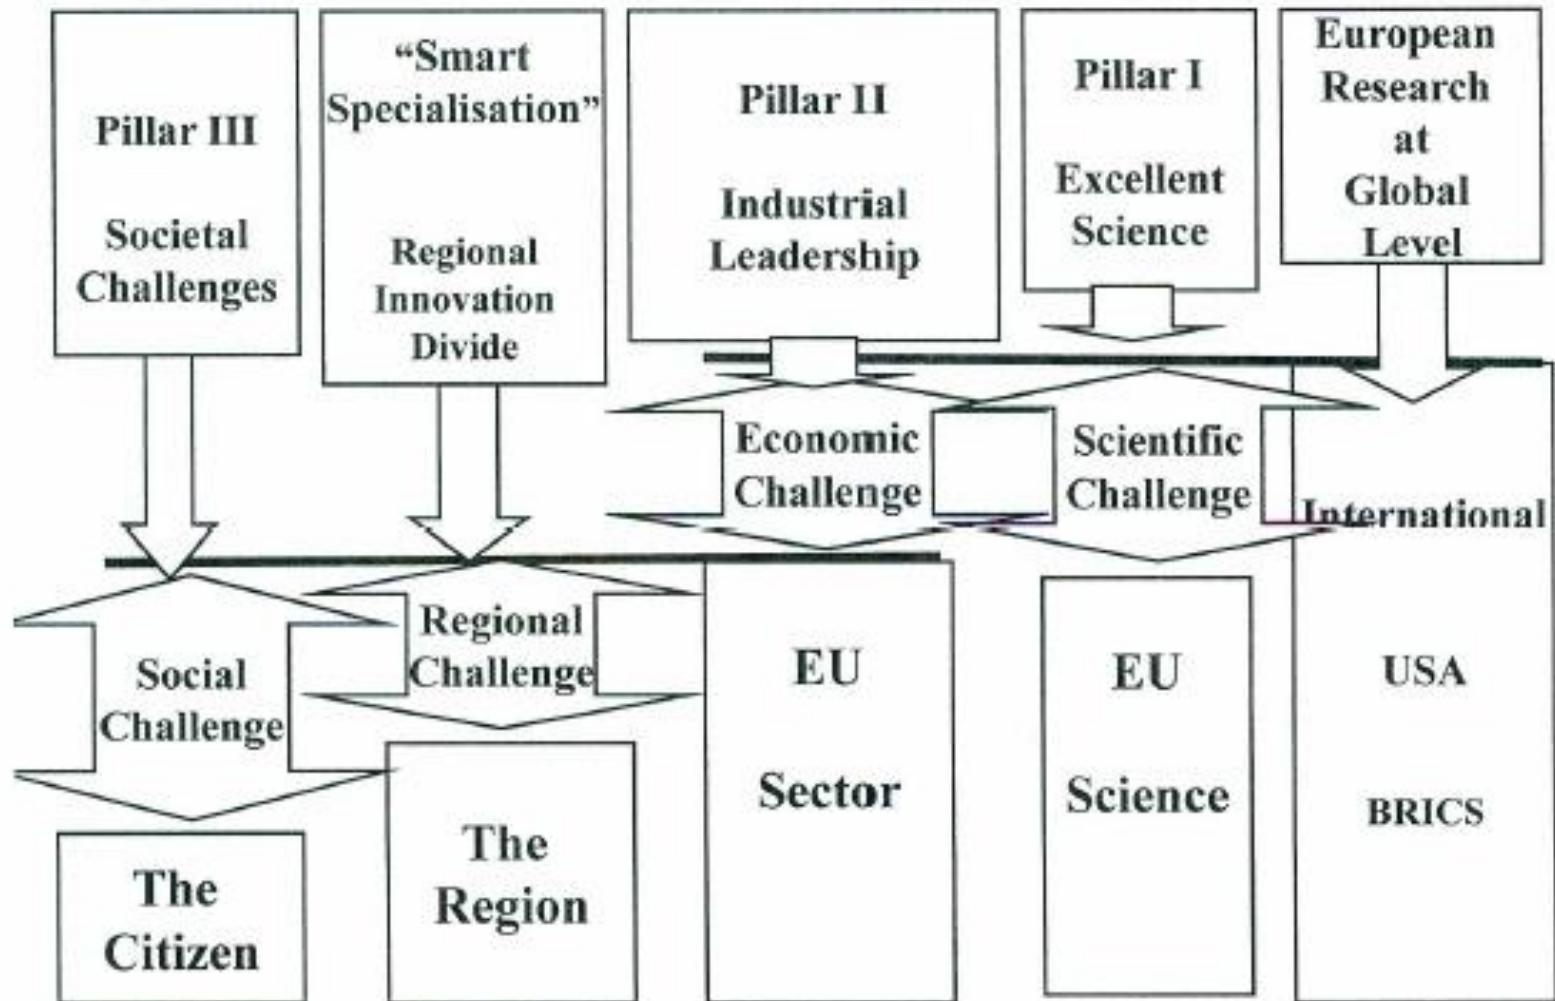 Pillar III
Societal
Challenges
“Smart
Specialisation”
Regional
Innovation
Divide
Pillar II
Industrial
Leadership
Pillar I
Excellent
Science
European
Research
at
Global
Level
Economic
Challenge
Scientific
Challenge
International
Social
Challenge
Regional
Challenge
EU
Sector
EU
Science
USA
BRICS
The
Citizen
The
Region